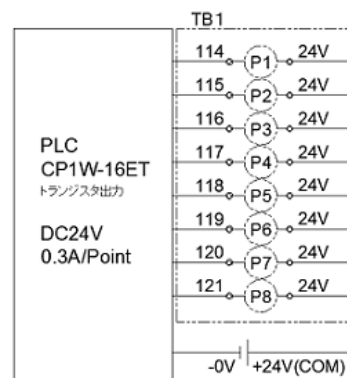 TB1
114 P1 24V
115 P2 24V
116 P3 24V
117 P4 24V
118 P5 24V
119 P6 24V
120 P7 24V
121 P8 24V
PLC
CP1W-16ET
トランジスタ出力
DC24V
0.3A/Point
-0V +24V(COM)